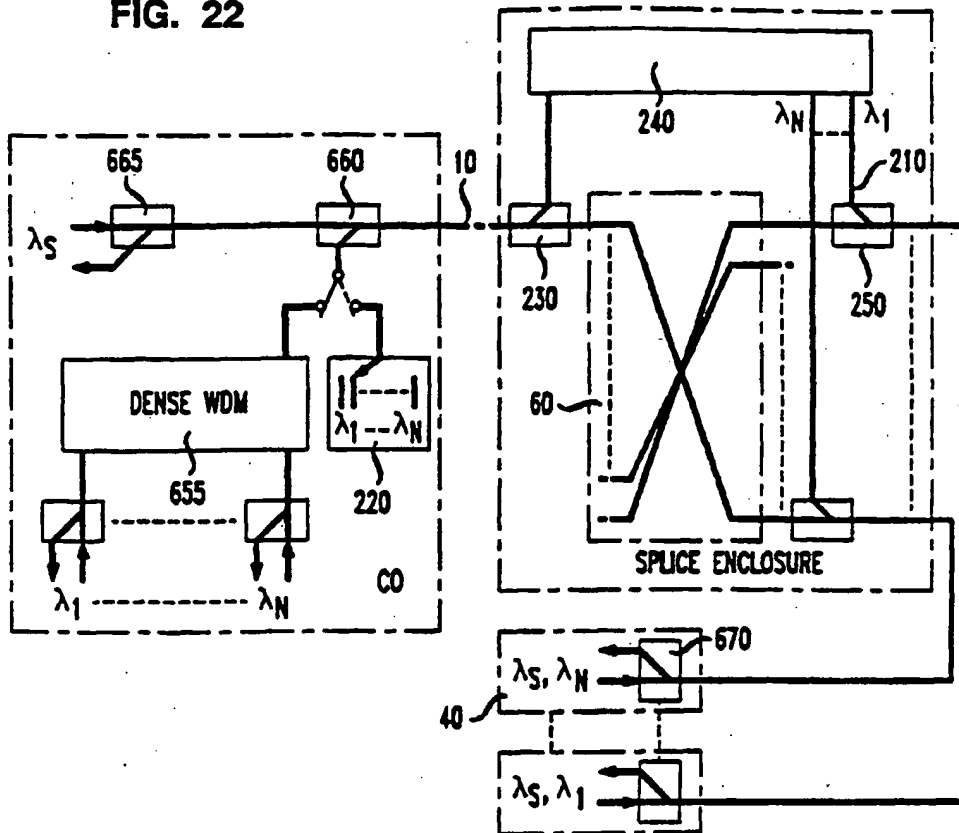 FIG. 22
240
λN λ1
665 660 10 210
λS
230 250
DENSE WDM
λ1 -- λN
60
655 220
SPLICE ENCLOSURE
CO
λ1 λN
670
λS, λN
40
λS, λ1